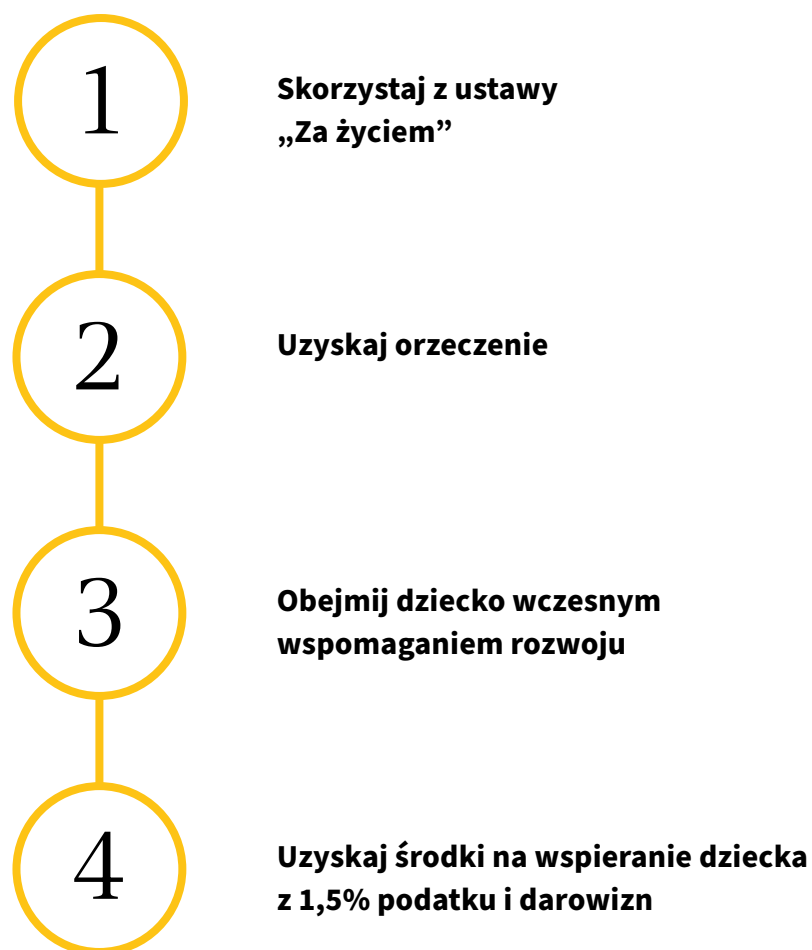 1
Skorzystaj z ustawy
„Za życiem”
2
Uzyskaj orzeczenie
3
Obejmij dziecko wczesnym
wspomaganiem rozwoju
4
Uzyskaj środki na wspieranie dziecka
z 1,5% podatku i darowizn